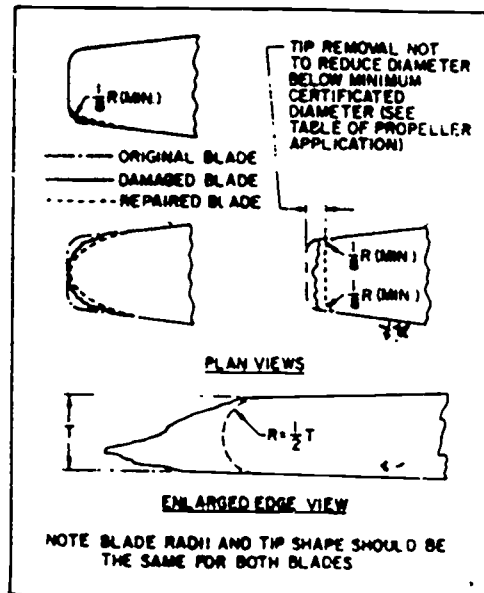 TIP REMOVAL NOT
TO REDUCE DIAMETER
BELOW MINIMUM
CERTIFICATED
DIAMETER (SEE
TABLE OF PROPELLER
APPLICATION)
1/8 R (MIN.)
ORIGINAL BLADE
DAMAGED BLADE
REPAIRED BLADE
1/8 R (MIN.)
1/8 R (MIN.)
PLAN VIEWS
T
R = 1/2 T
ENLARGED EDGE VIEW
NOTE BLADE RADII AND TIP SHAPE SHOULD BE
THE SAME FOR BOTH BLADES